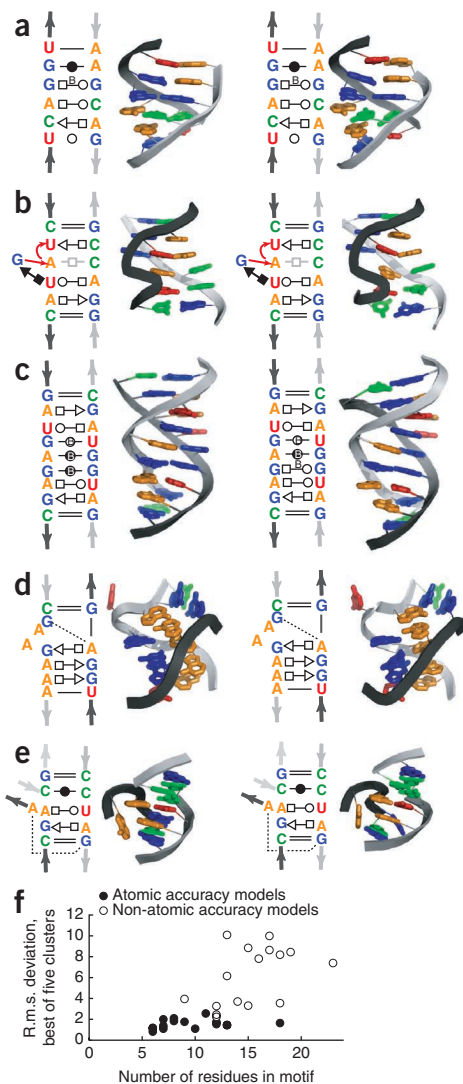 a
U A U A
G A G A
G B G G B G
A C A C
C A C A
U G U G
b
C G C G
U C U C
G A C G A C
U A U A
A G A G
C G C G
c
G C G C
A G A G
U A U A
G C U G C U
A B G A B G
G B G G B G
A U A U
G A G A
C G C G
d
C G C G
G G
A A
A G A A G A
A G A G
A G A G
A U A U
e
G C G C
C C C C
A A U A A U
G A G A
C G C G
f
Atomic accuracy models
Non-atomic accuracy models
R.m.s. deviation,
best of five clusters
12
10
8
6
4
2
0
0 5 10 15 20
Number of residues in motif